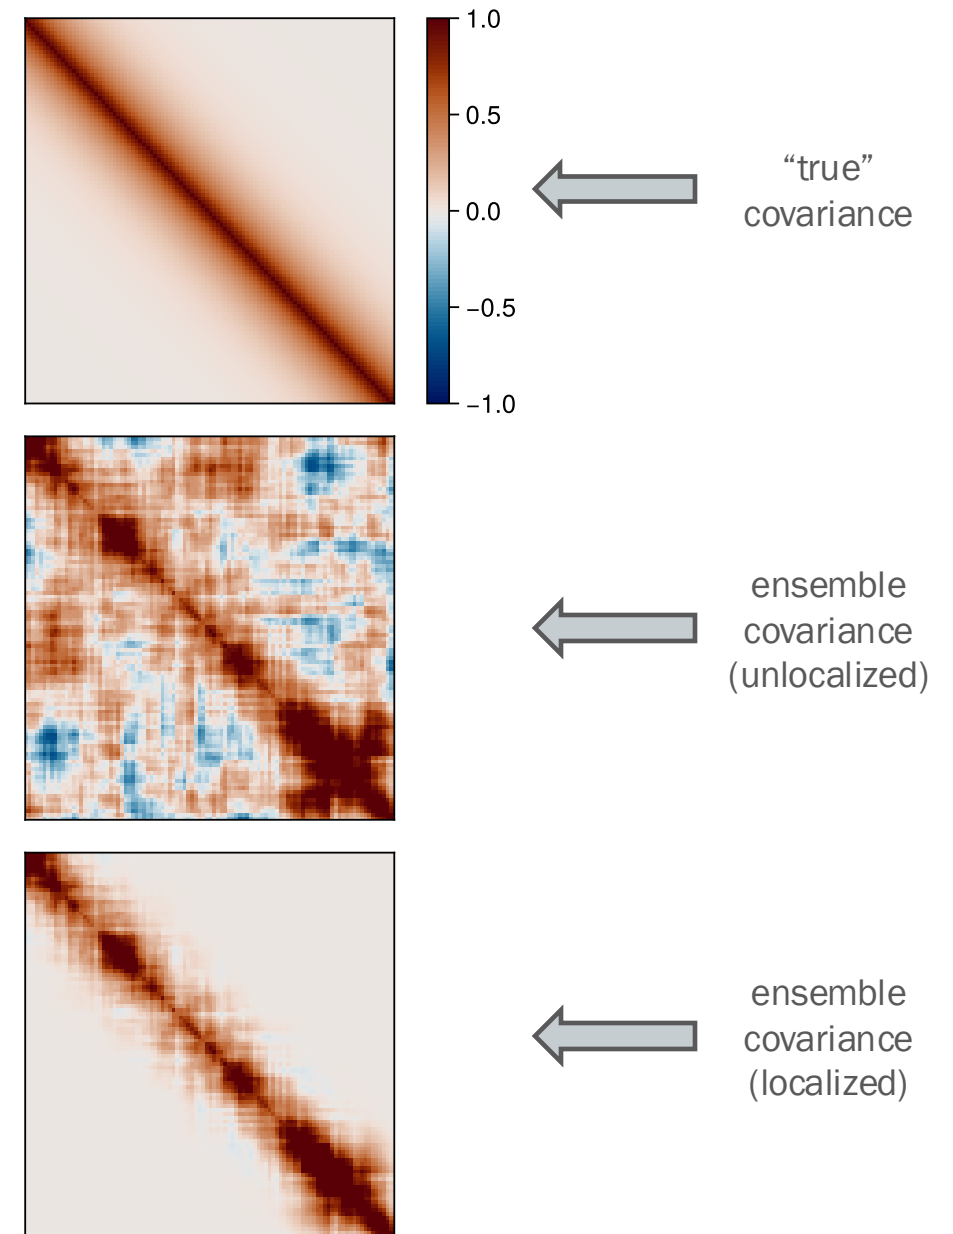 1.0
0.5
0.0
−0.5
−1.0
“true”
covariance
ensemble
covariance
(unlocalized)
ensemble
covariance
(localized)